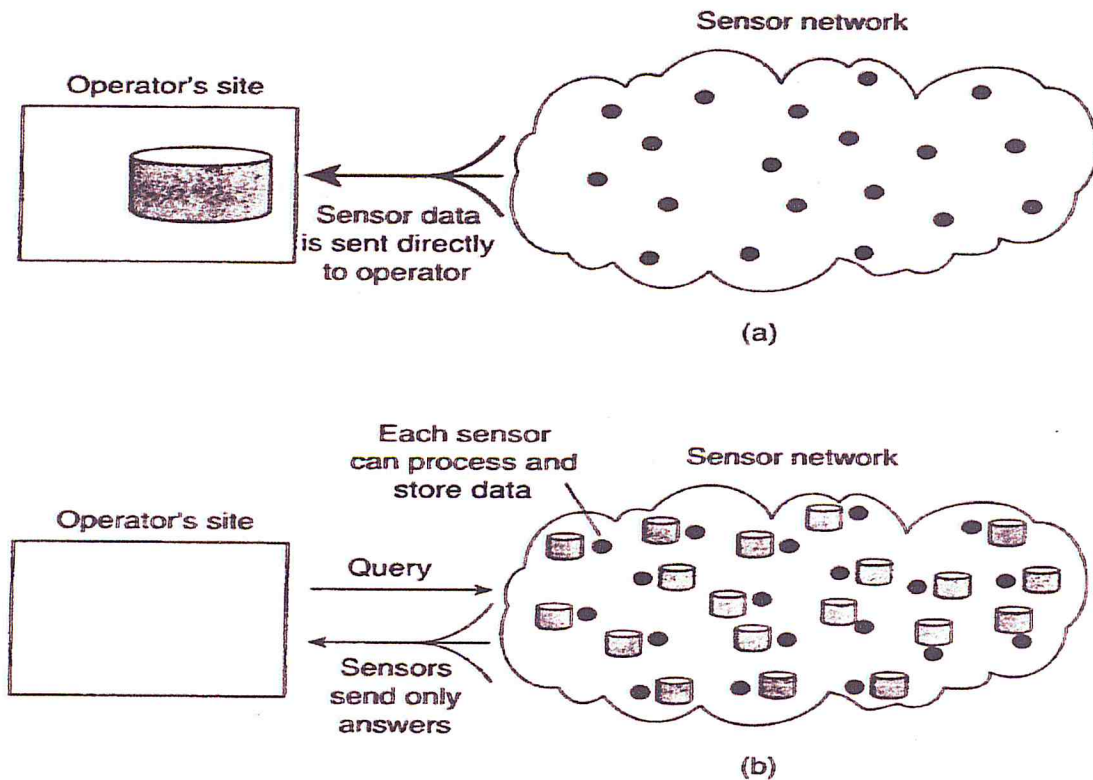 Sensor network
Operator's site
Sensor data
is sent directly
to operator
(a)
Each sensor
can process and
store data
Sensor network
Operator's site
Query
Sensors
send only
answers
(b)